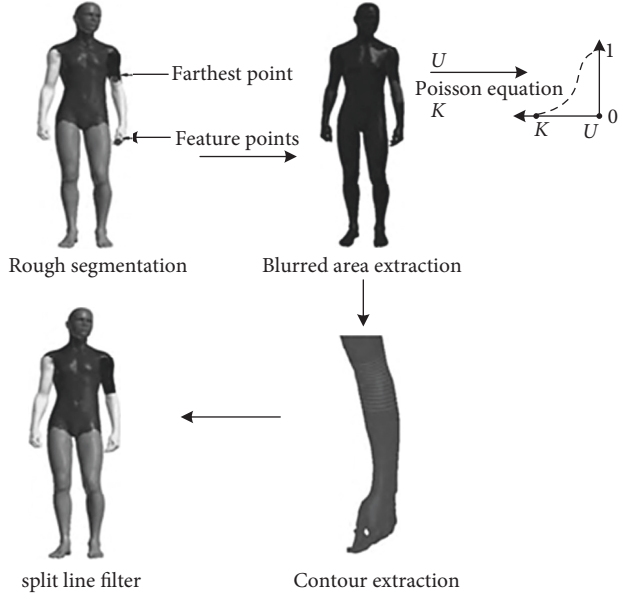 Farthest point
Feature points
U
Poisson equation
K
1
K
U
0
Rough segmentation
Blurred area extraction
split line filter
Contour extraction